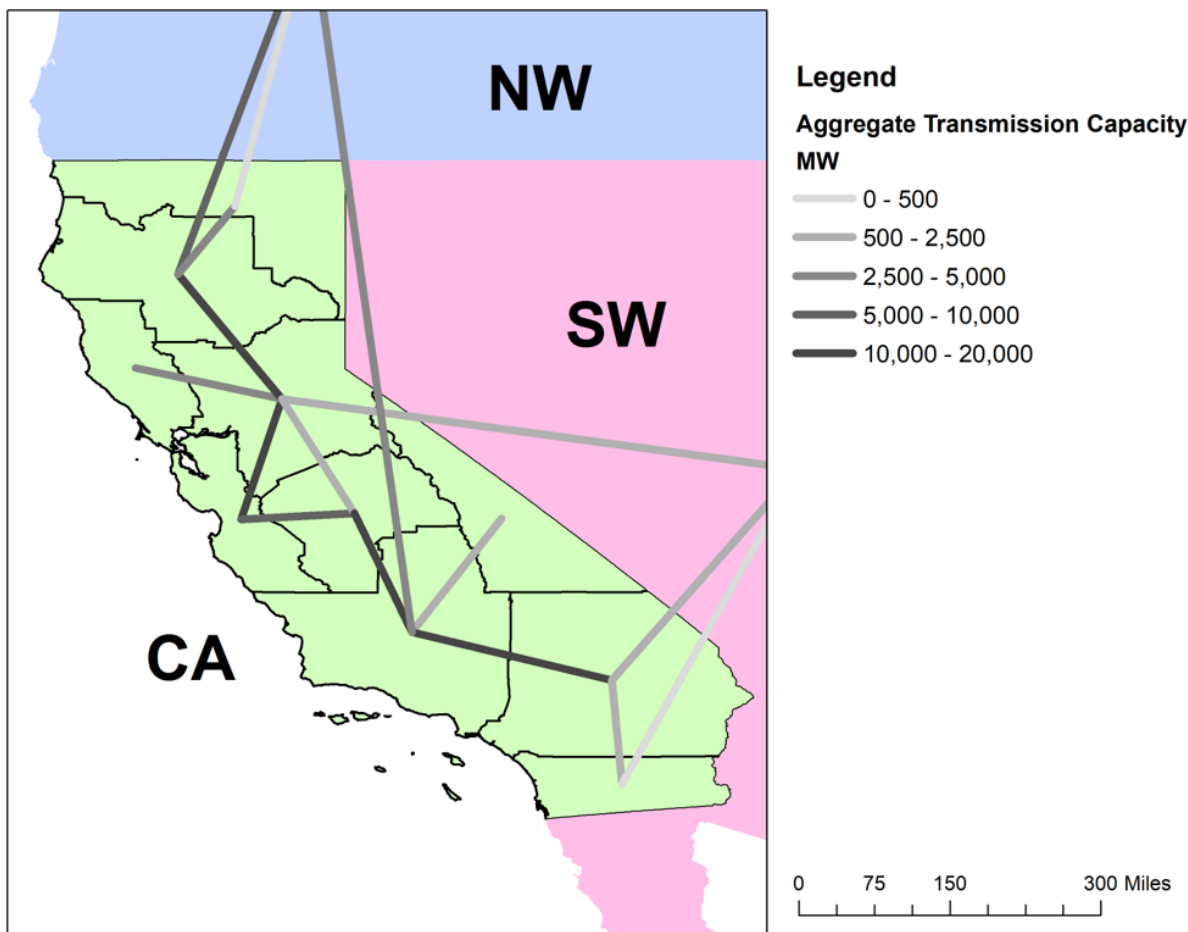 NW
SW
CA
Legend
Aggregate Transmission Capacity
MW
0 - 500
500 - 2,500
2,500 - 5,000
5,000 - 10,000
10,000 - 20,000
0 75 150 300 Miles